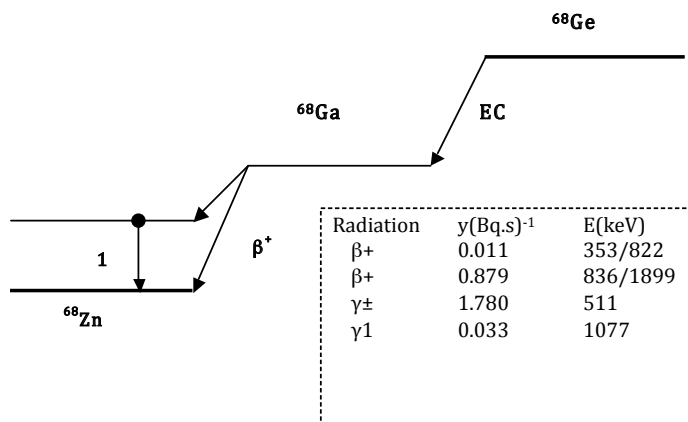 ⁶⁸Ge
⁶⁸Ga
EC
β⁺
1
⁶⁸Zn
Radiation y(Bq.s)⁻¹ E(keV)
β+ 0.011 353/822
β+ 0.879 836/1899
γ± 1.780 511
γ1 0.033 1077